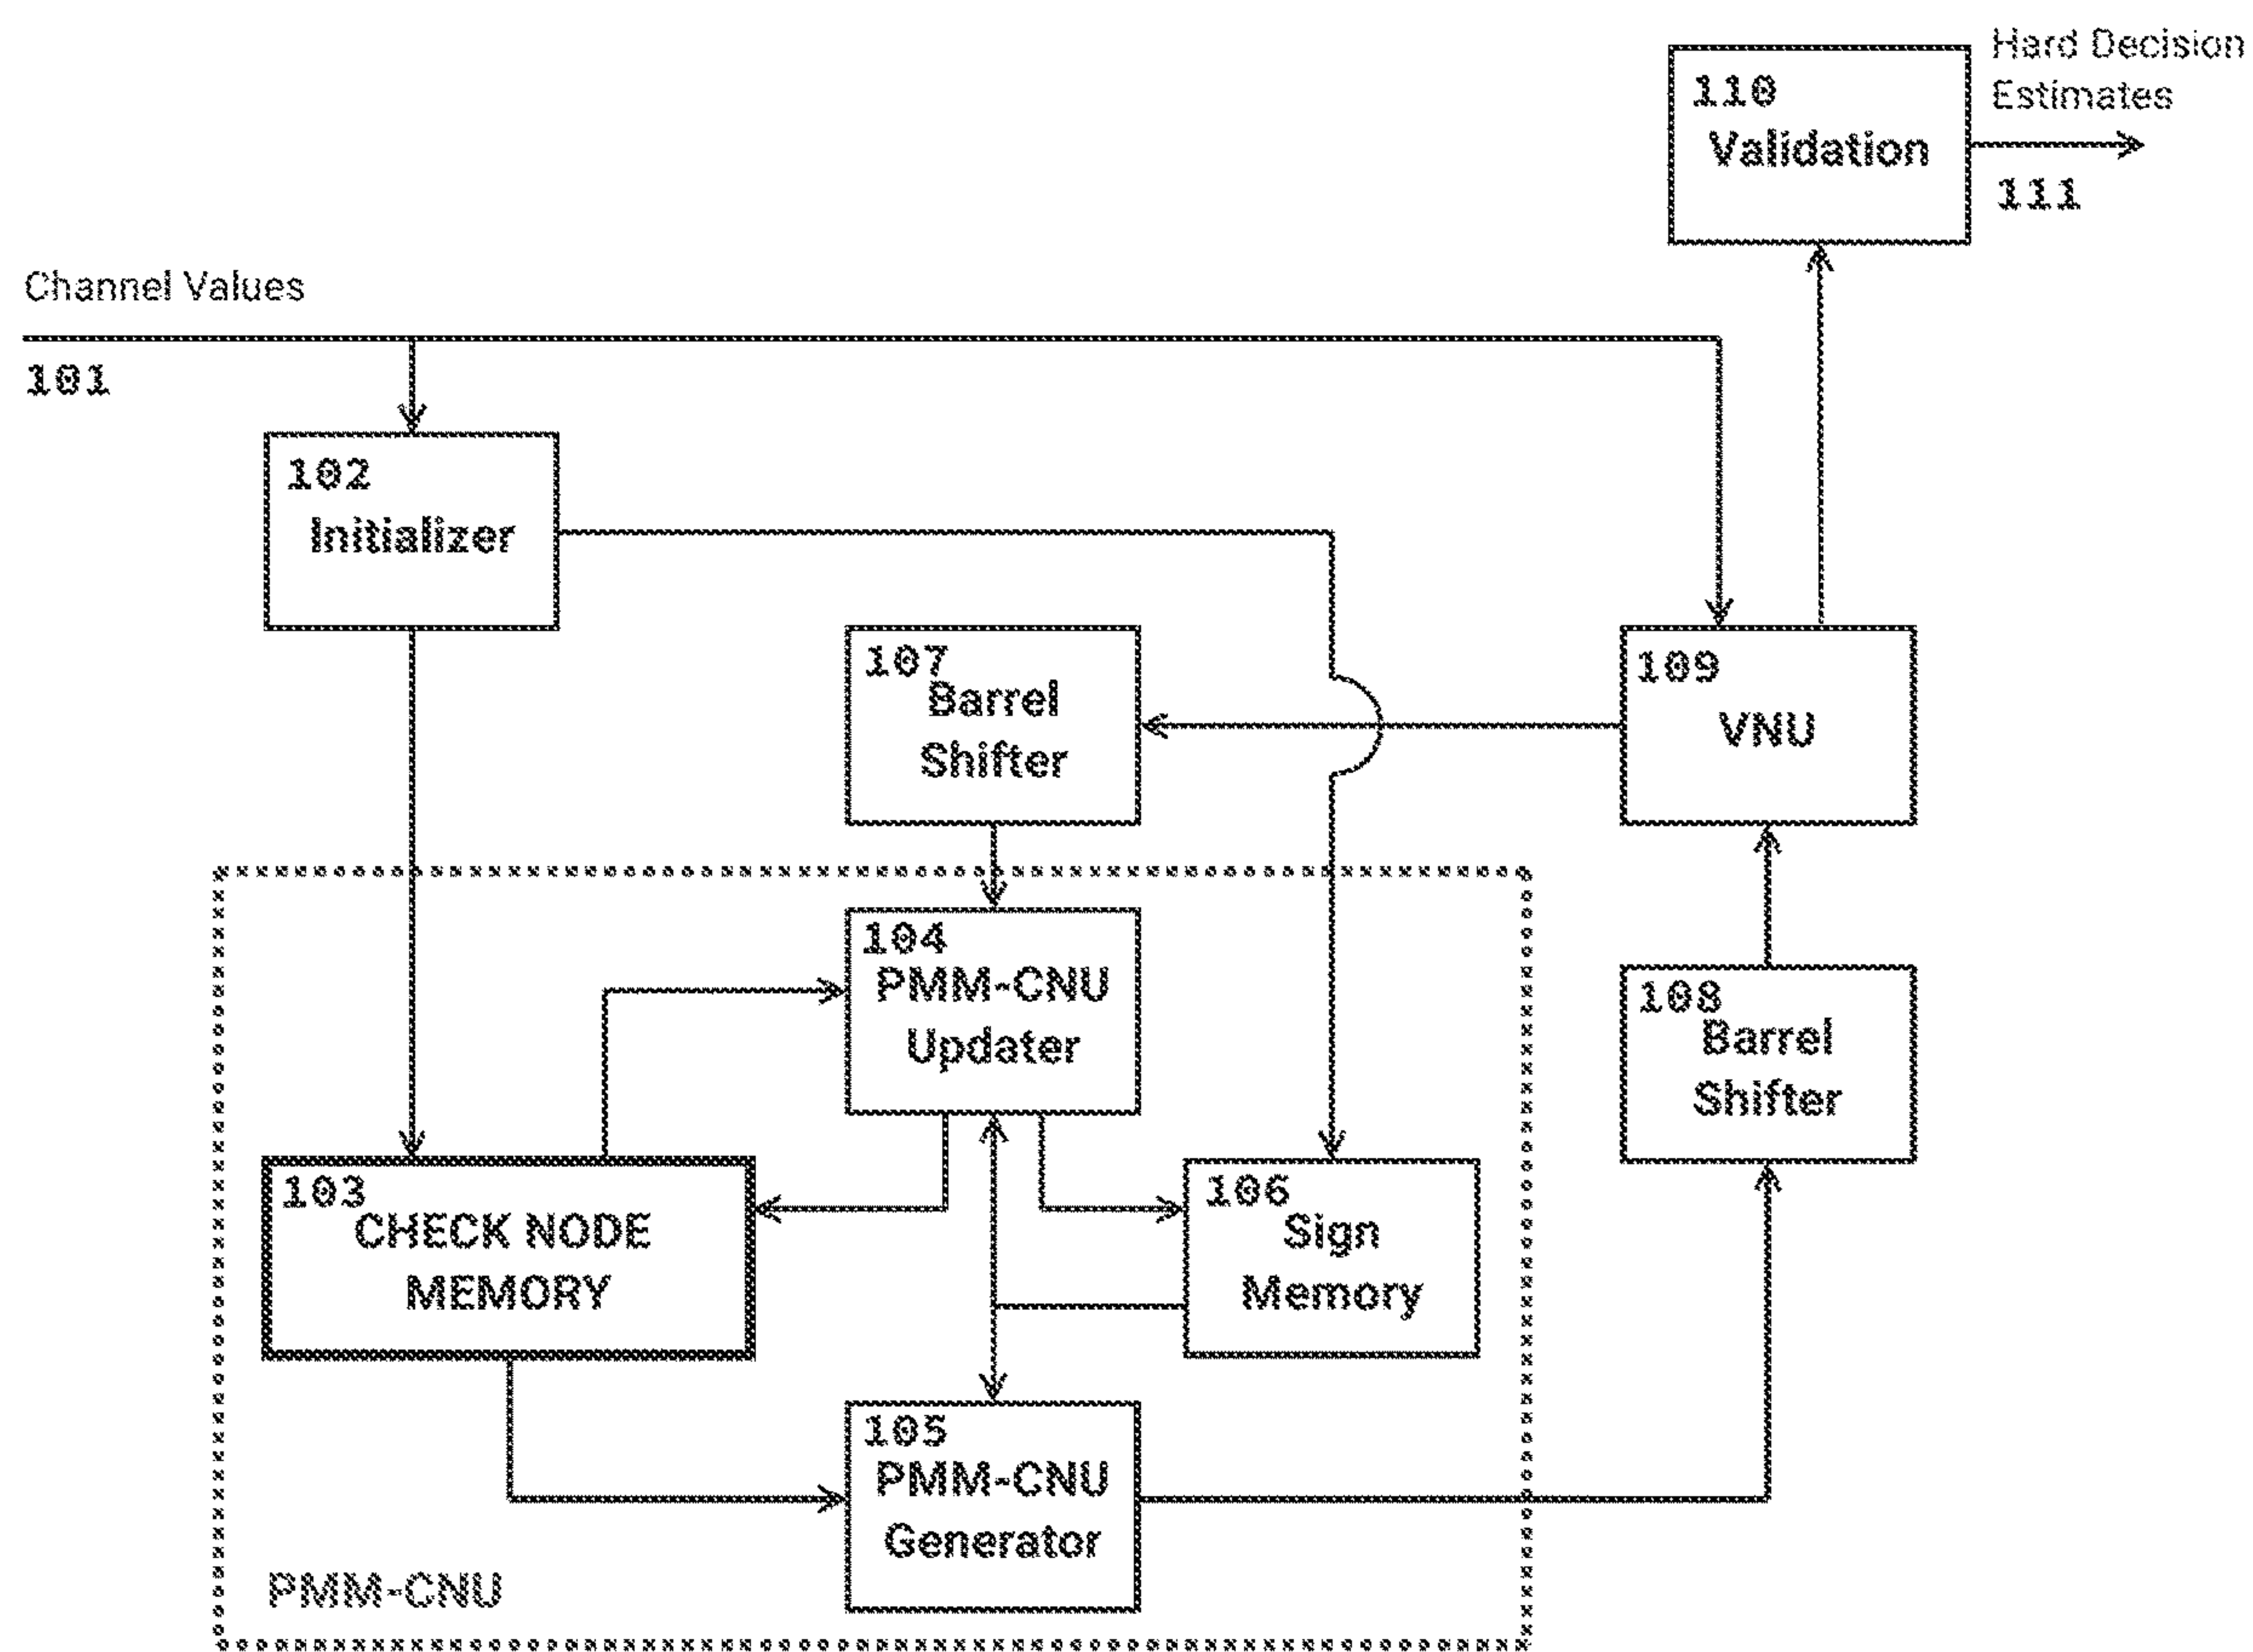 Hard Decision
Estimates
110
Validation
111
Channel Values
101
102
Initializer
107
Barrel
Shifter
109
VNU
104
PMM-CNU
Updater
108
Barrel
Shifter
103
CHECK NODE
MEMORY
106
Sign
Memory
105
PMM-CNU
Generator
PMM-CNU